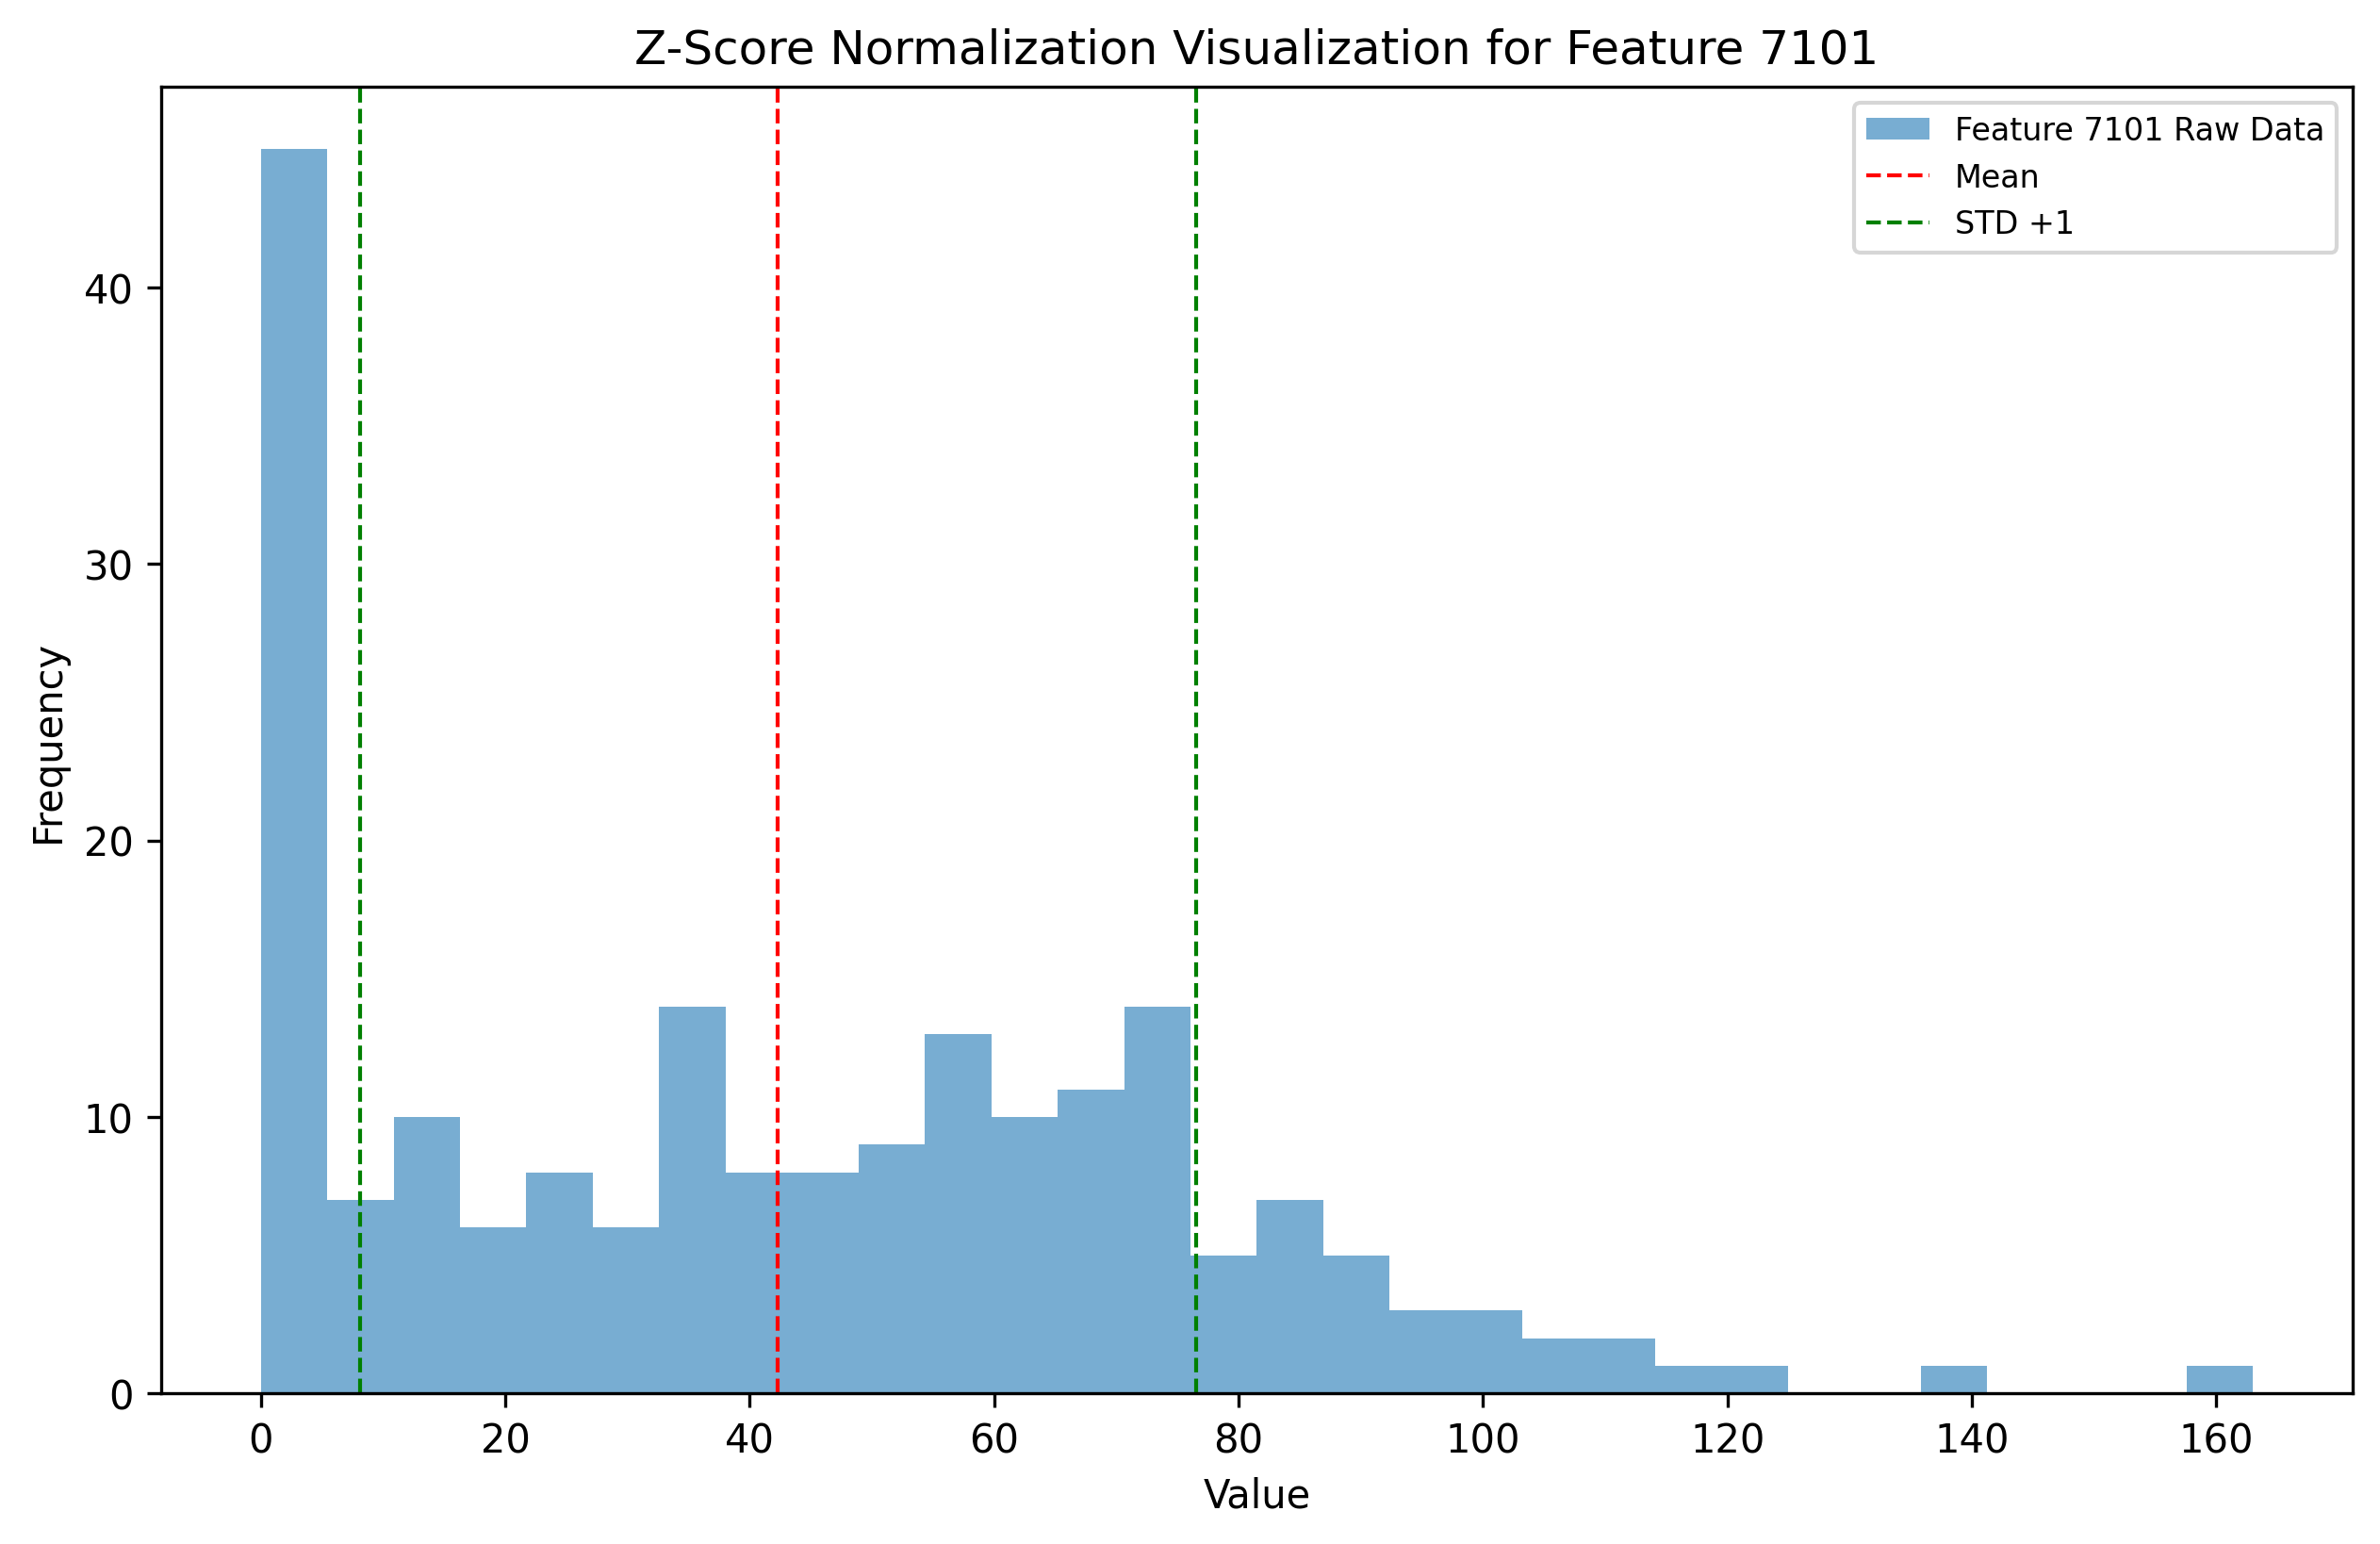 Z-Score Normalization Visualization for Feature 7101
Feature 7101 Raw Data
Mean
STD +1
Frequency
40
30
20
10
0
0 20 40 60 80 100 120 140 160
Value